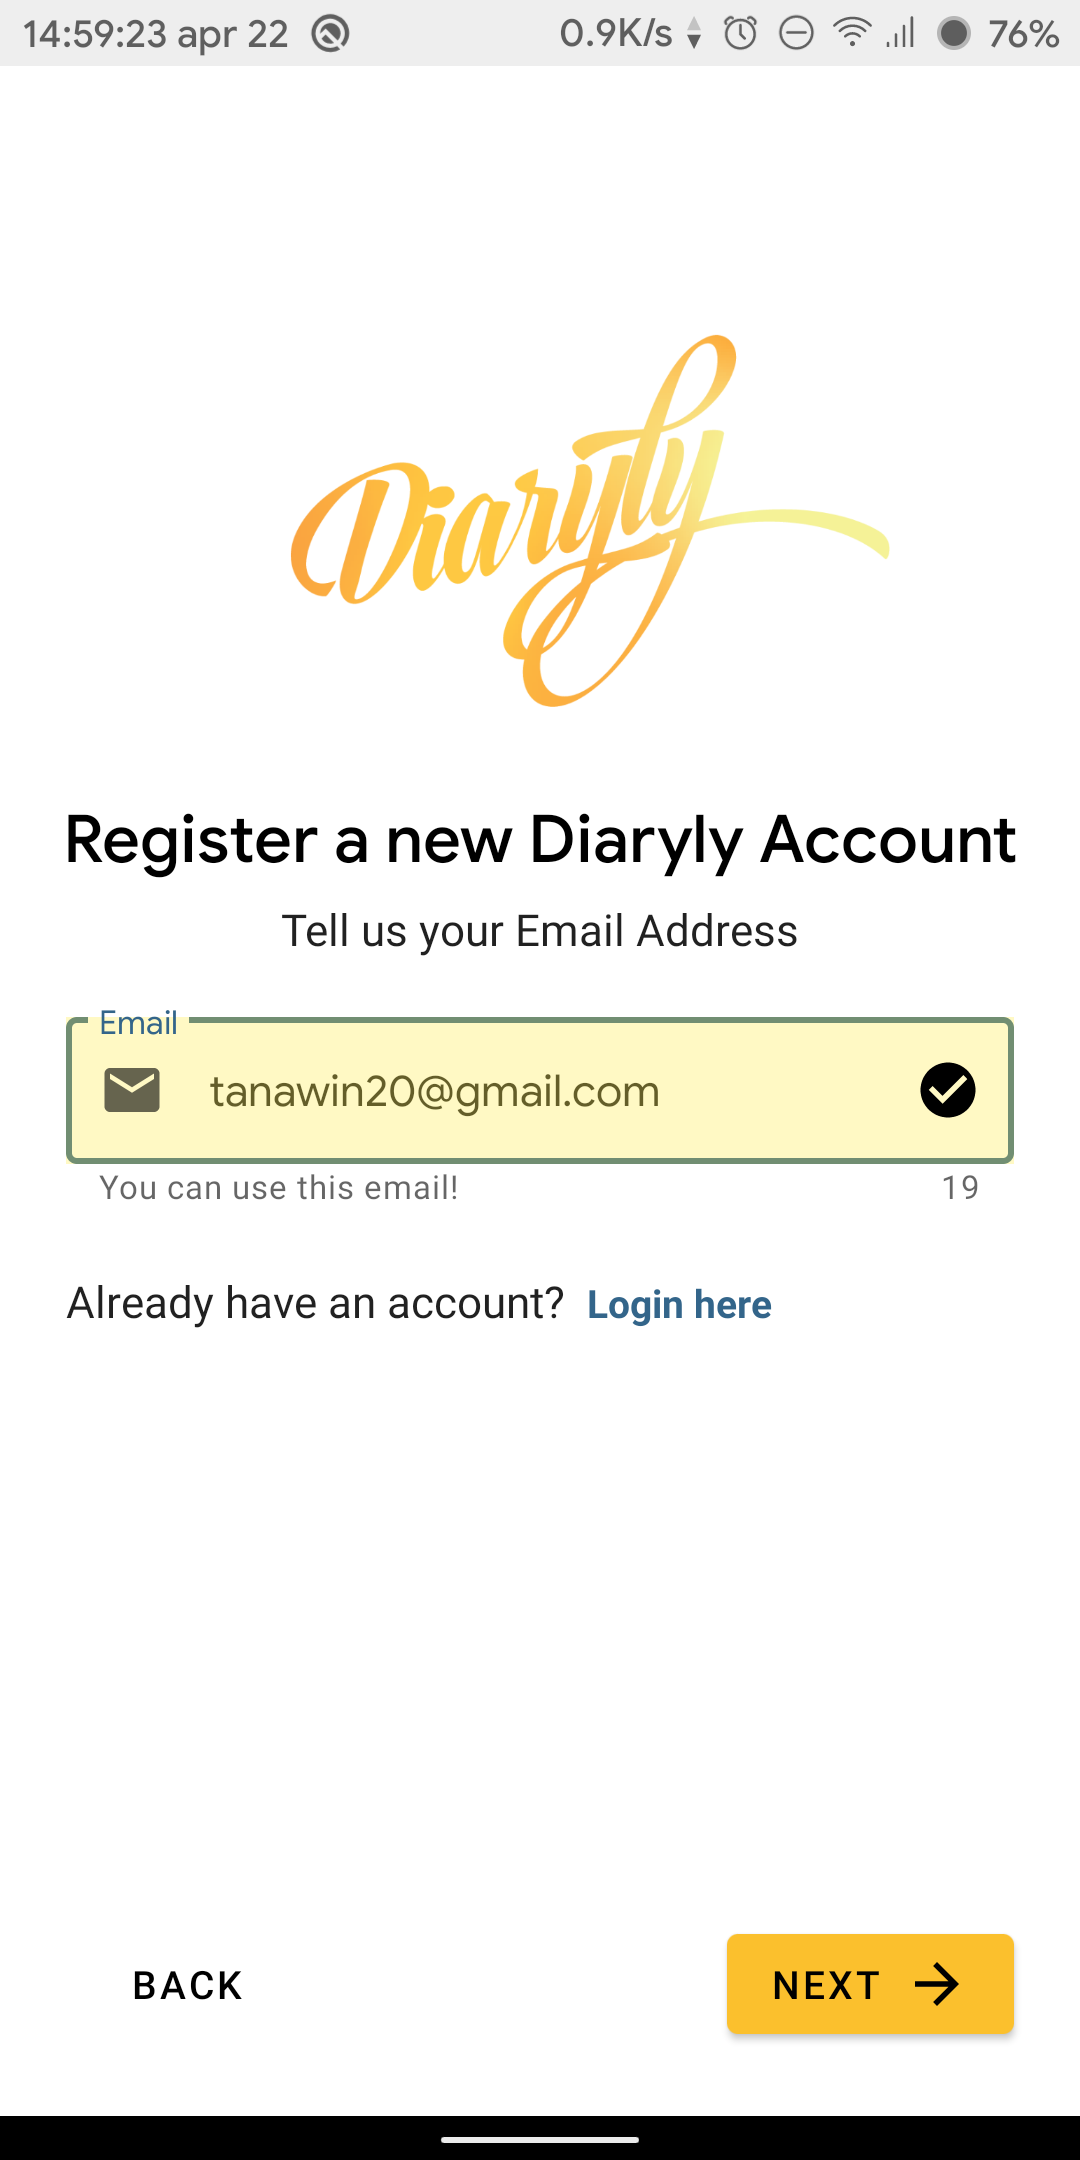 14:59:23 apr 22 0.9K/s 76%
Diaryly
Register a new Diaryly Account
Tell us your Email Address
Email
tanawin20@gmail.com
You can use this email! 19
Already have an account? Login here
BACK NEXT